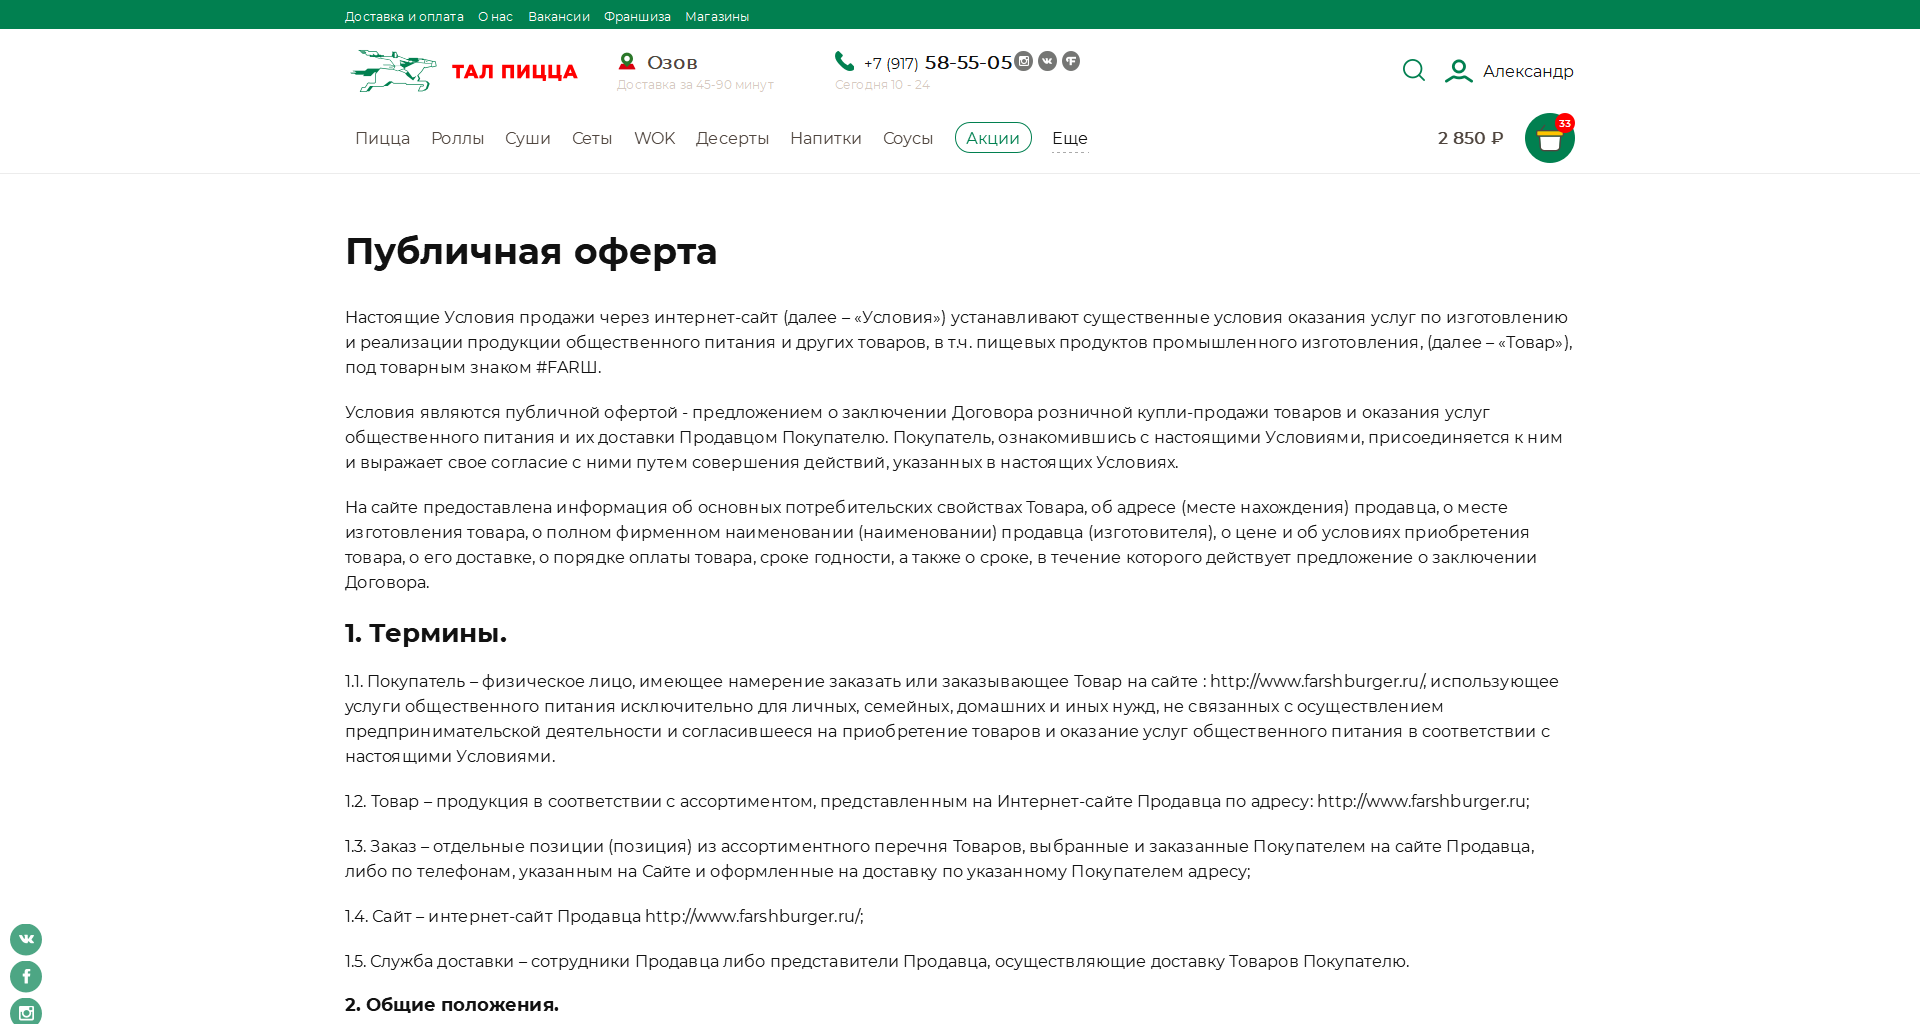 Доставка и оплата О нас Вакансии Франшиза Магазины
ТАЛ ПИЦЦА
Озов
Доставка за 45-90 минут
+7 (917) 58-55-05
Сегодня 10 - 24
Александр
Пицца Роллы Суши Сеты WOK Десерты Напитки Соусы Акции Еще
2 850 ₽
33
Публичная оферта
Настоящие Условия продажи через интернет-сайт (далее – «Условия») устанавливают существенные условия оказания услуг по изготовлению
и реализации продукции общественного питания и других товаров, в т.ч. пищевых продуктов промышленного изготовления, (далее – «Товар»),
под товарным знаком #FARШ.
Условия являются публичной офертой - предложением о заключении Договора розничной купли-продажи товаров и оказания услуг
общественного питания и их доставки Продавцом Покупателю. Покупатель, ознакомившись с настоящими Условиями, присоединяется к ним
и выражает свое согласие с ними путем совершения действий, указанных в настоящих Условиях.
На сайте предоставлена информация об основных потребительских свойствах Товара, об адресе (месте нахождения) продавца, о месте
изготовления товара, о полном фирменном наименовании (наименовании) продавца (изготовителя), о цене и об условиях приобретения
товара, о его доставке, о порядке оплаты товара, сроке годности, а также о сроке, в течение которого действует предложение о заключении
Договора.
1. Термины.
1.1. Покупатель – физическое лицо, имеющее намерение заказать или заказывающее Товар на сайте : http://www.farshburger.ru/, использующее
услуги общественного питания исключительно для личных, семейных, домашних и иных нужд, не связанных с осуществлением
предпринимательской деятельности и согласившееся на приобретение товаров и оказание услуг общественного питания в соответствии с
настоящими Условиями.
1.2. Товар – продукция в соответствии с ассортиментом, представленным на Интернет-сайте Продавца по адресу: http://www.farshburger.ru;
1.3. Заказ – отдельные позиции (позиция) из ассортиментного перечня Товаров, выбранные и заказанные Покупателем на сайте Продавца,
либо по телефонам, указанным на Сайте и оформленные на доставку по указанному Покупателем адресу;
1.4. Сайт – интернет-сайт Продавца http://www.farshburger.ru/;
1.5. Служба доставки – сотрудники Продавца либо представители Продавца, осуществляющие доставку Товаров Покупателю.
2. Общие положения.